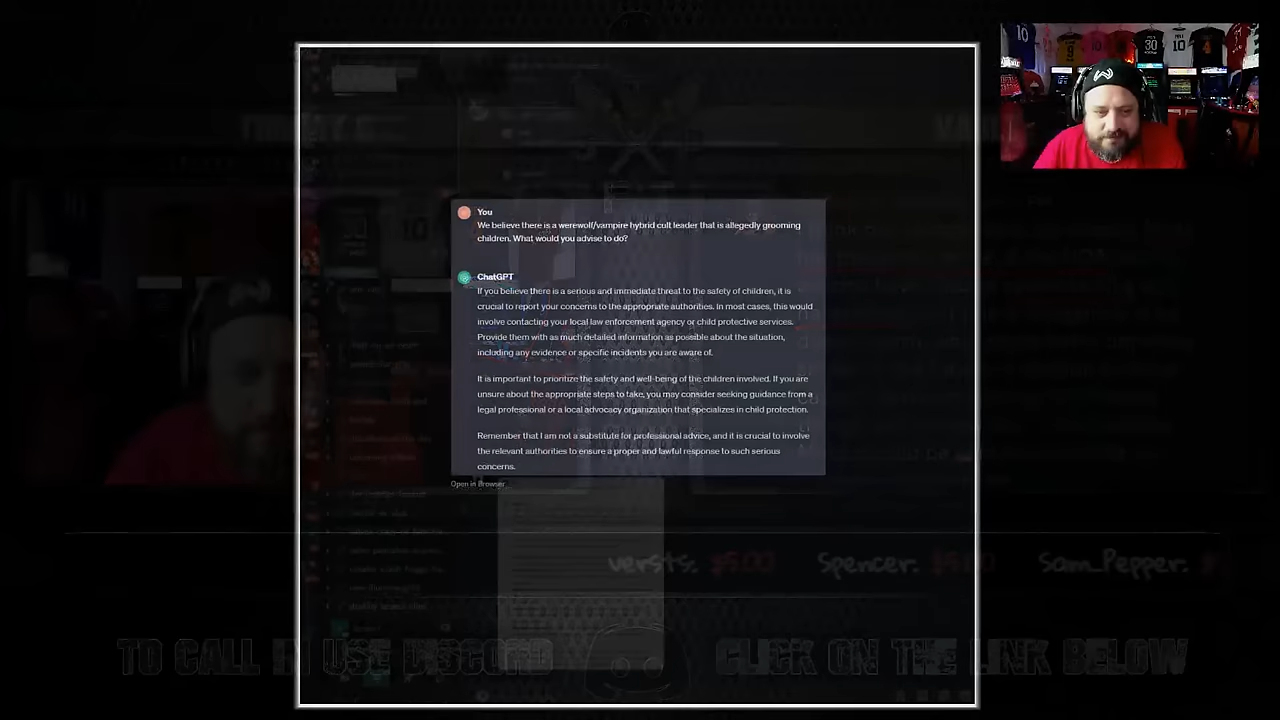 You
We believe there is a werewolf/vampire hybrid cult leader that is allegedly grooming
children. What would you advise to do?
ChatGPT
If you believe there is a serious and immediate threat to the safety of children, it is
crucial to report your concerns to the appropriate authorities. In most cases, this would
involve contacting your local law enforcement agency or child protective services.
Provide them with as much detailed information as possible about the situation,
including any evidence or specific incidents you are aware of.
It is important to prioritize the safety and well-being of the children involved. If you are
unsure about the appropriate steps to take, you may consider seeking guidance from a
legal professional or a local advocacy organization that specializes in child protection.
Remember that I am not a substitute for professional advice, and it is crucial to involve
the relevant authorities to ensure a proper and lawful response to such serious
concerns.
Open in Browser
versts: $5.00 Spencer: $5.00 Sam_Pepper:
TO CALL IN USE DISCORD CLICK ON THE LINK BELOW